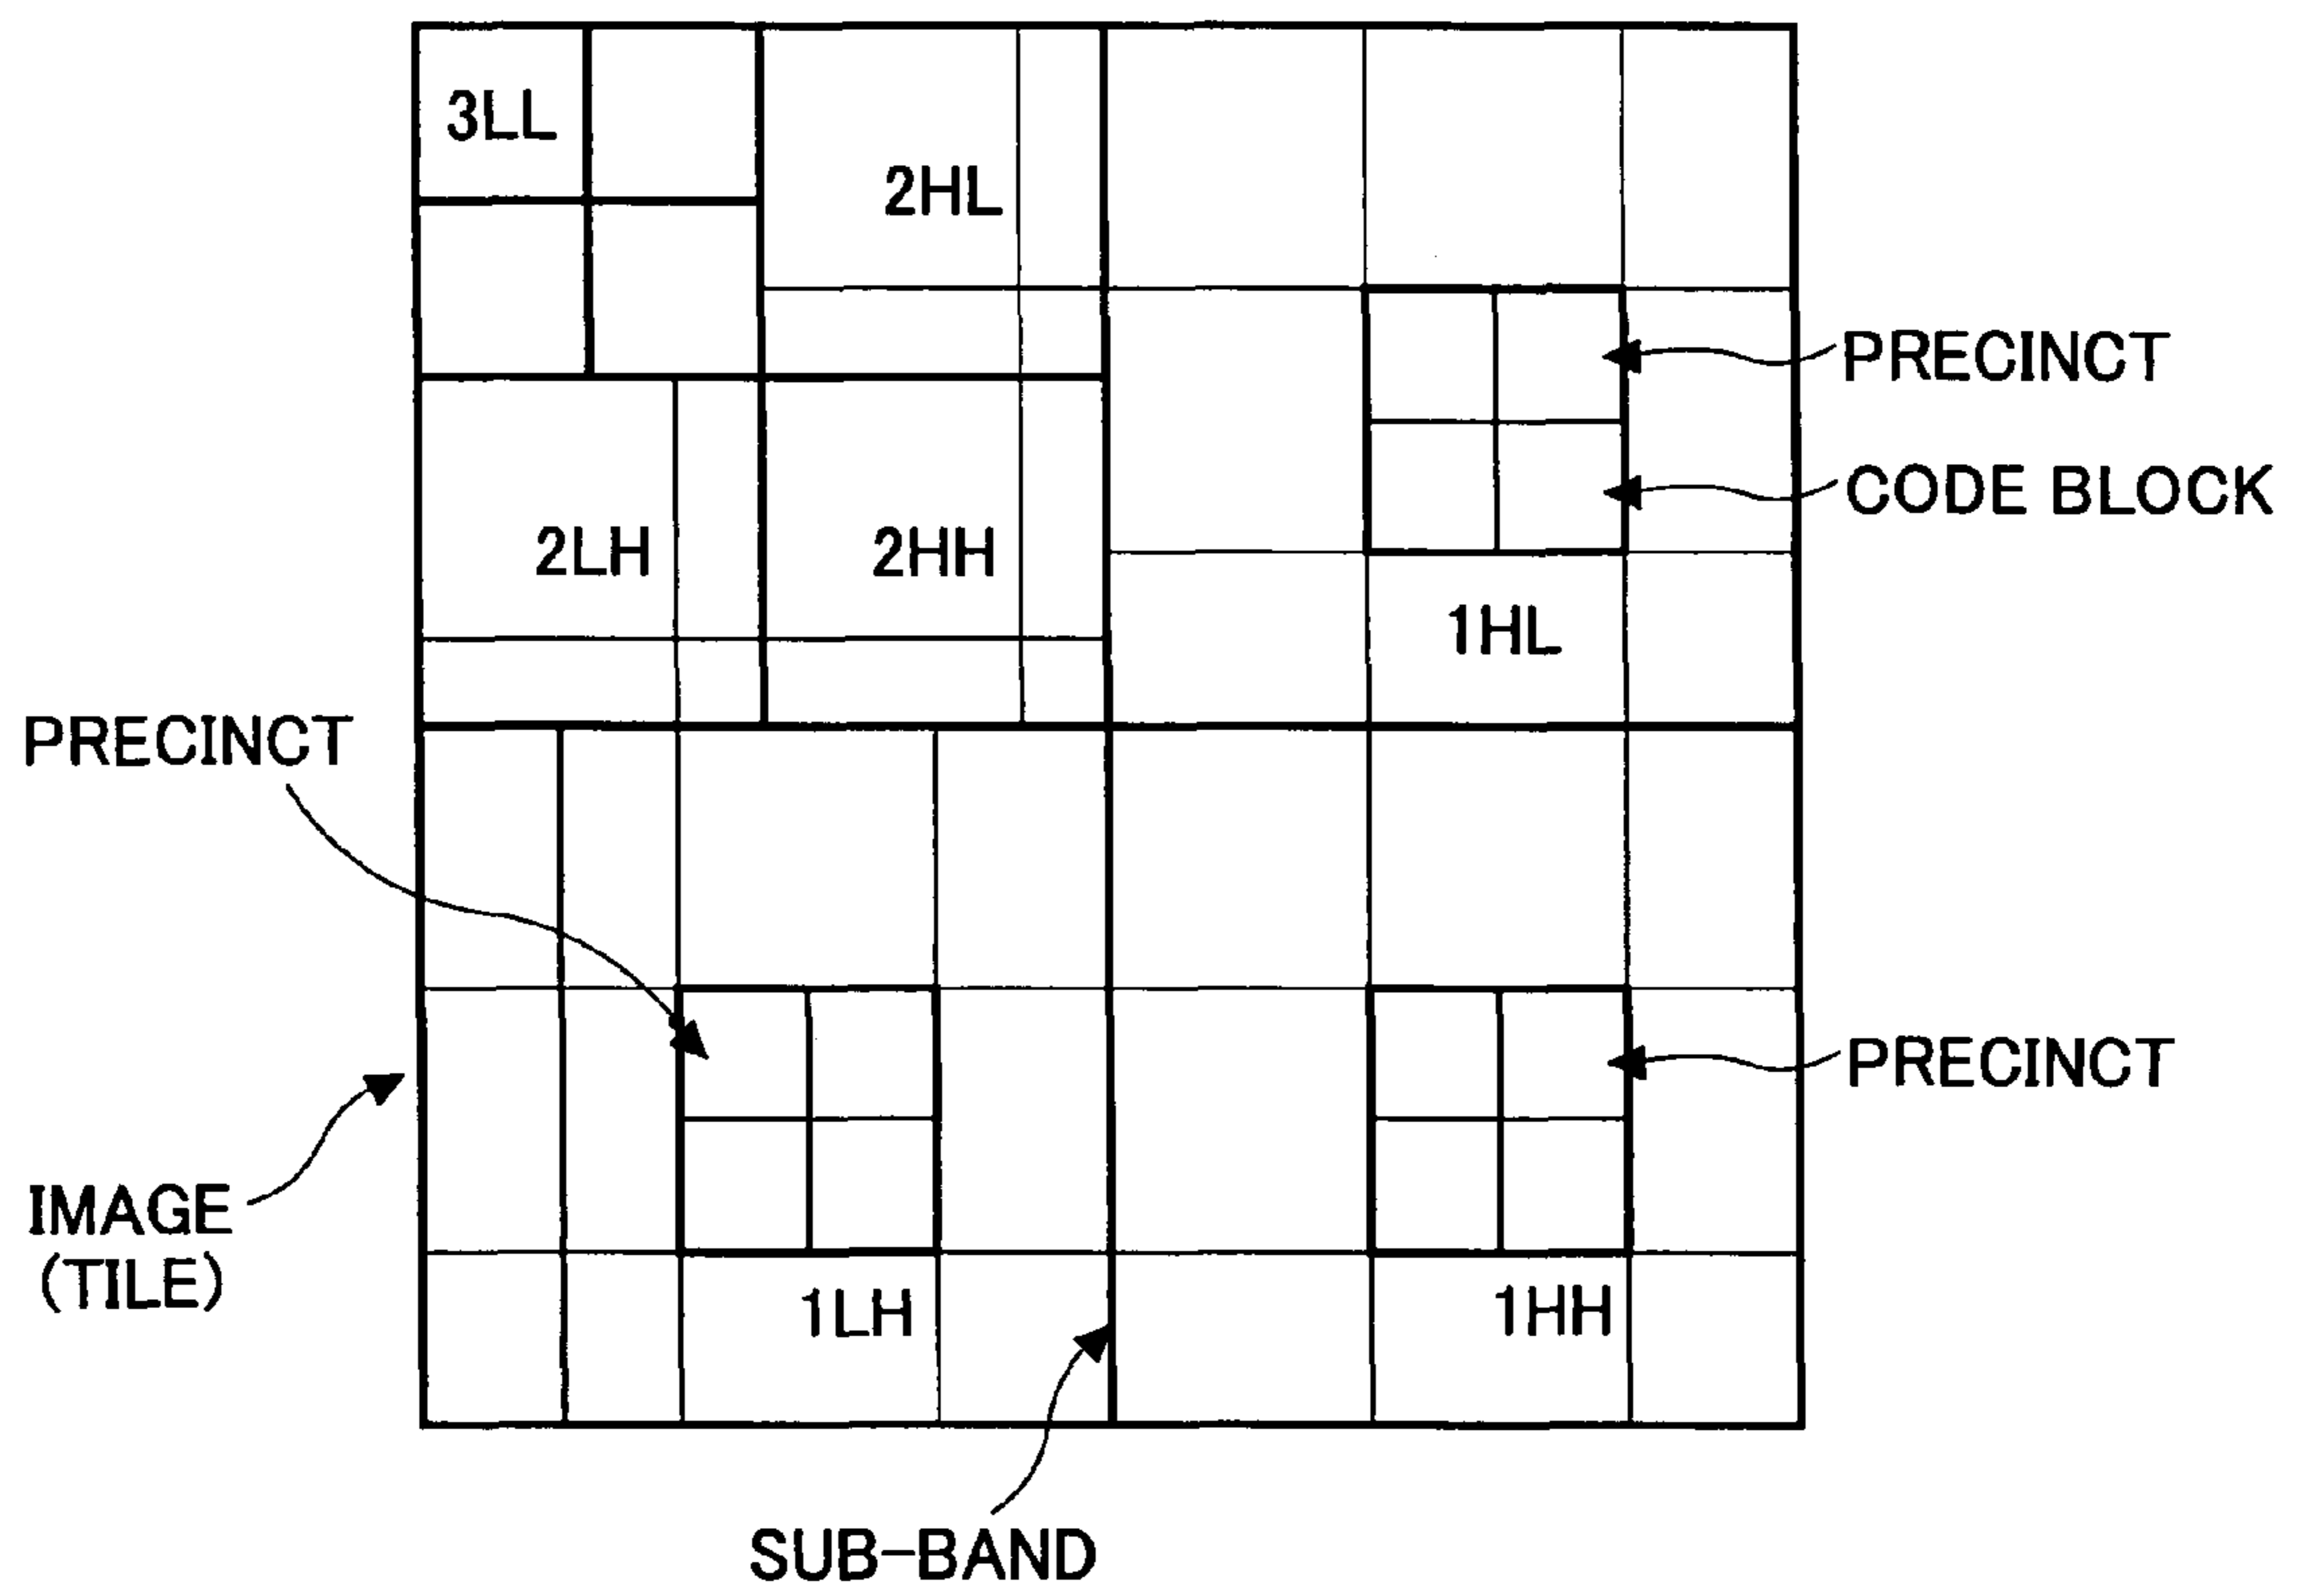 3LL
2HL
PRECINCT
CODE BLOCK
2LH
2HH
1HL
PRECINCT
PRECINCT
IMAGE
(TILE)
1LH
1HH
SUB-BAND